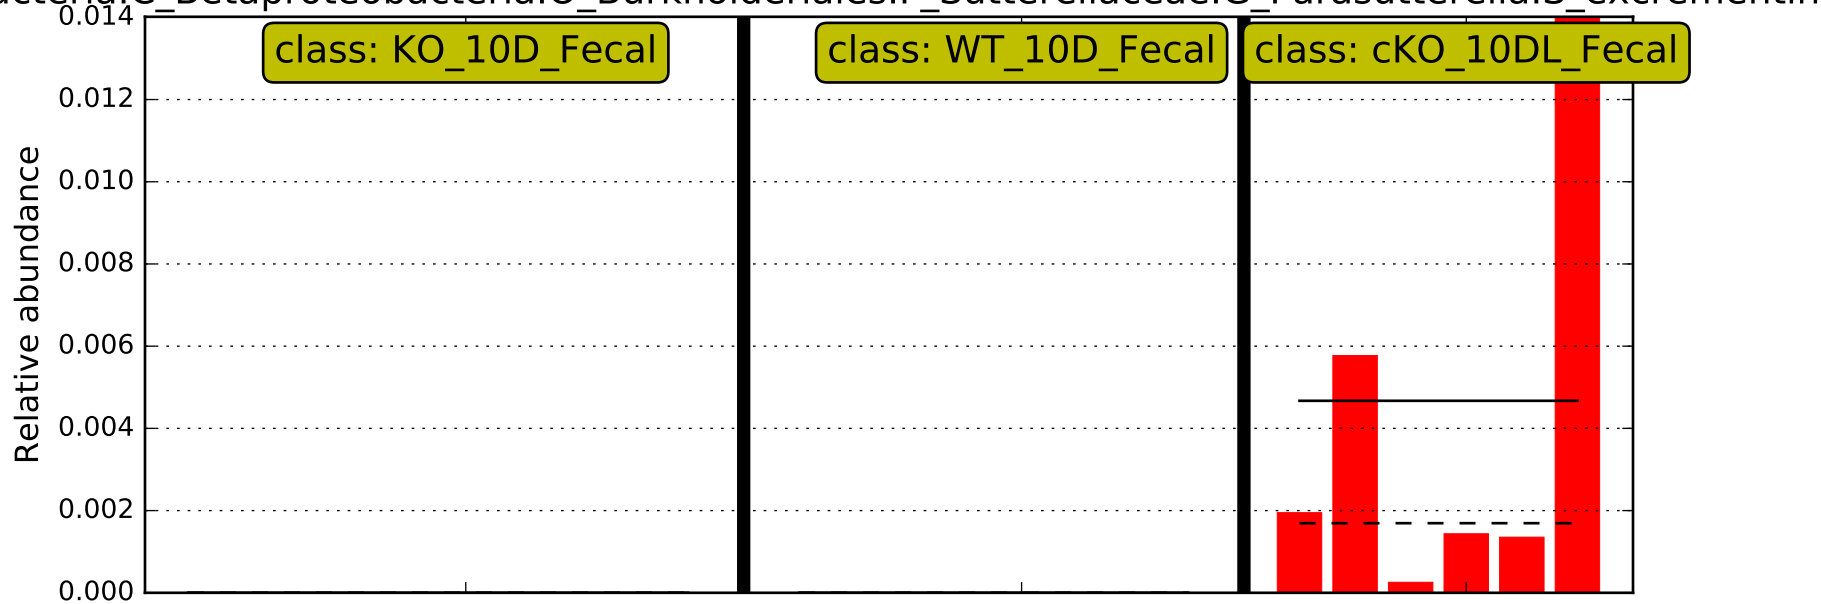 0.014
class: KO_10D_Fecal
class: WT_10D_Fecal
class: cKO_10DL_Fecal
0.012
0.010
0.008
0.006
0.004
0.002
0.000
Relative abundance